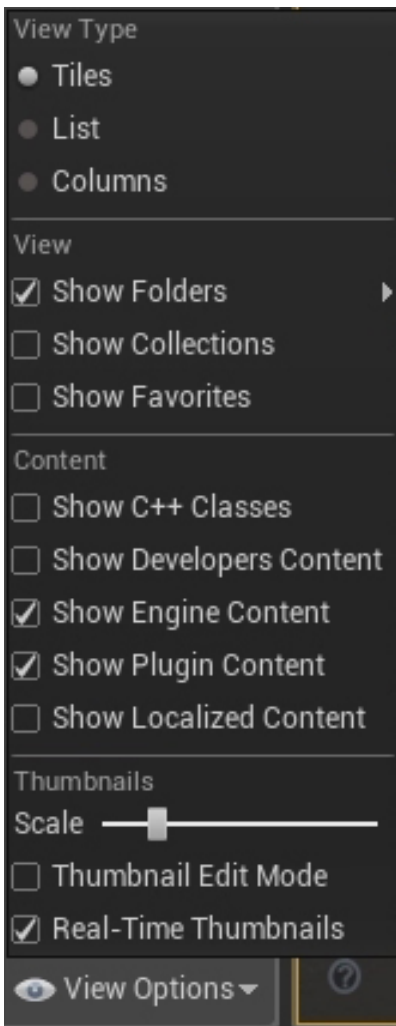 View Type
Tiles
List
Columns
View
Show Folders
Show Collections
Show Favorites
Content
Show C++ Classes
Show Developers Content
Show Engine Content
Show Plugin Content
Show Localized Content
Thumbnails
Scale
Thumbnail Edit Mode
Real-Time Thumbnails
View Options
?